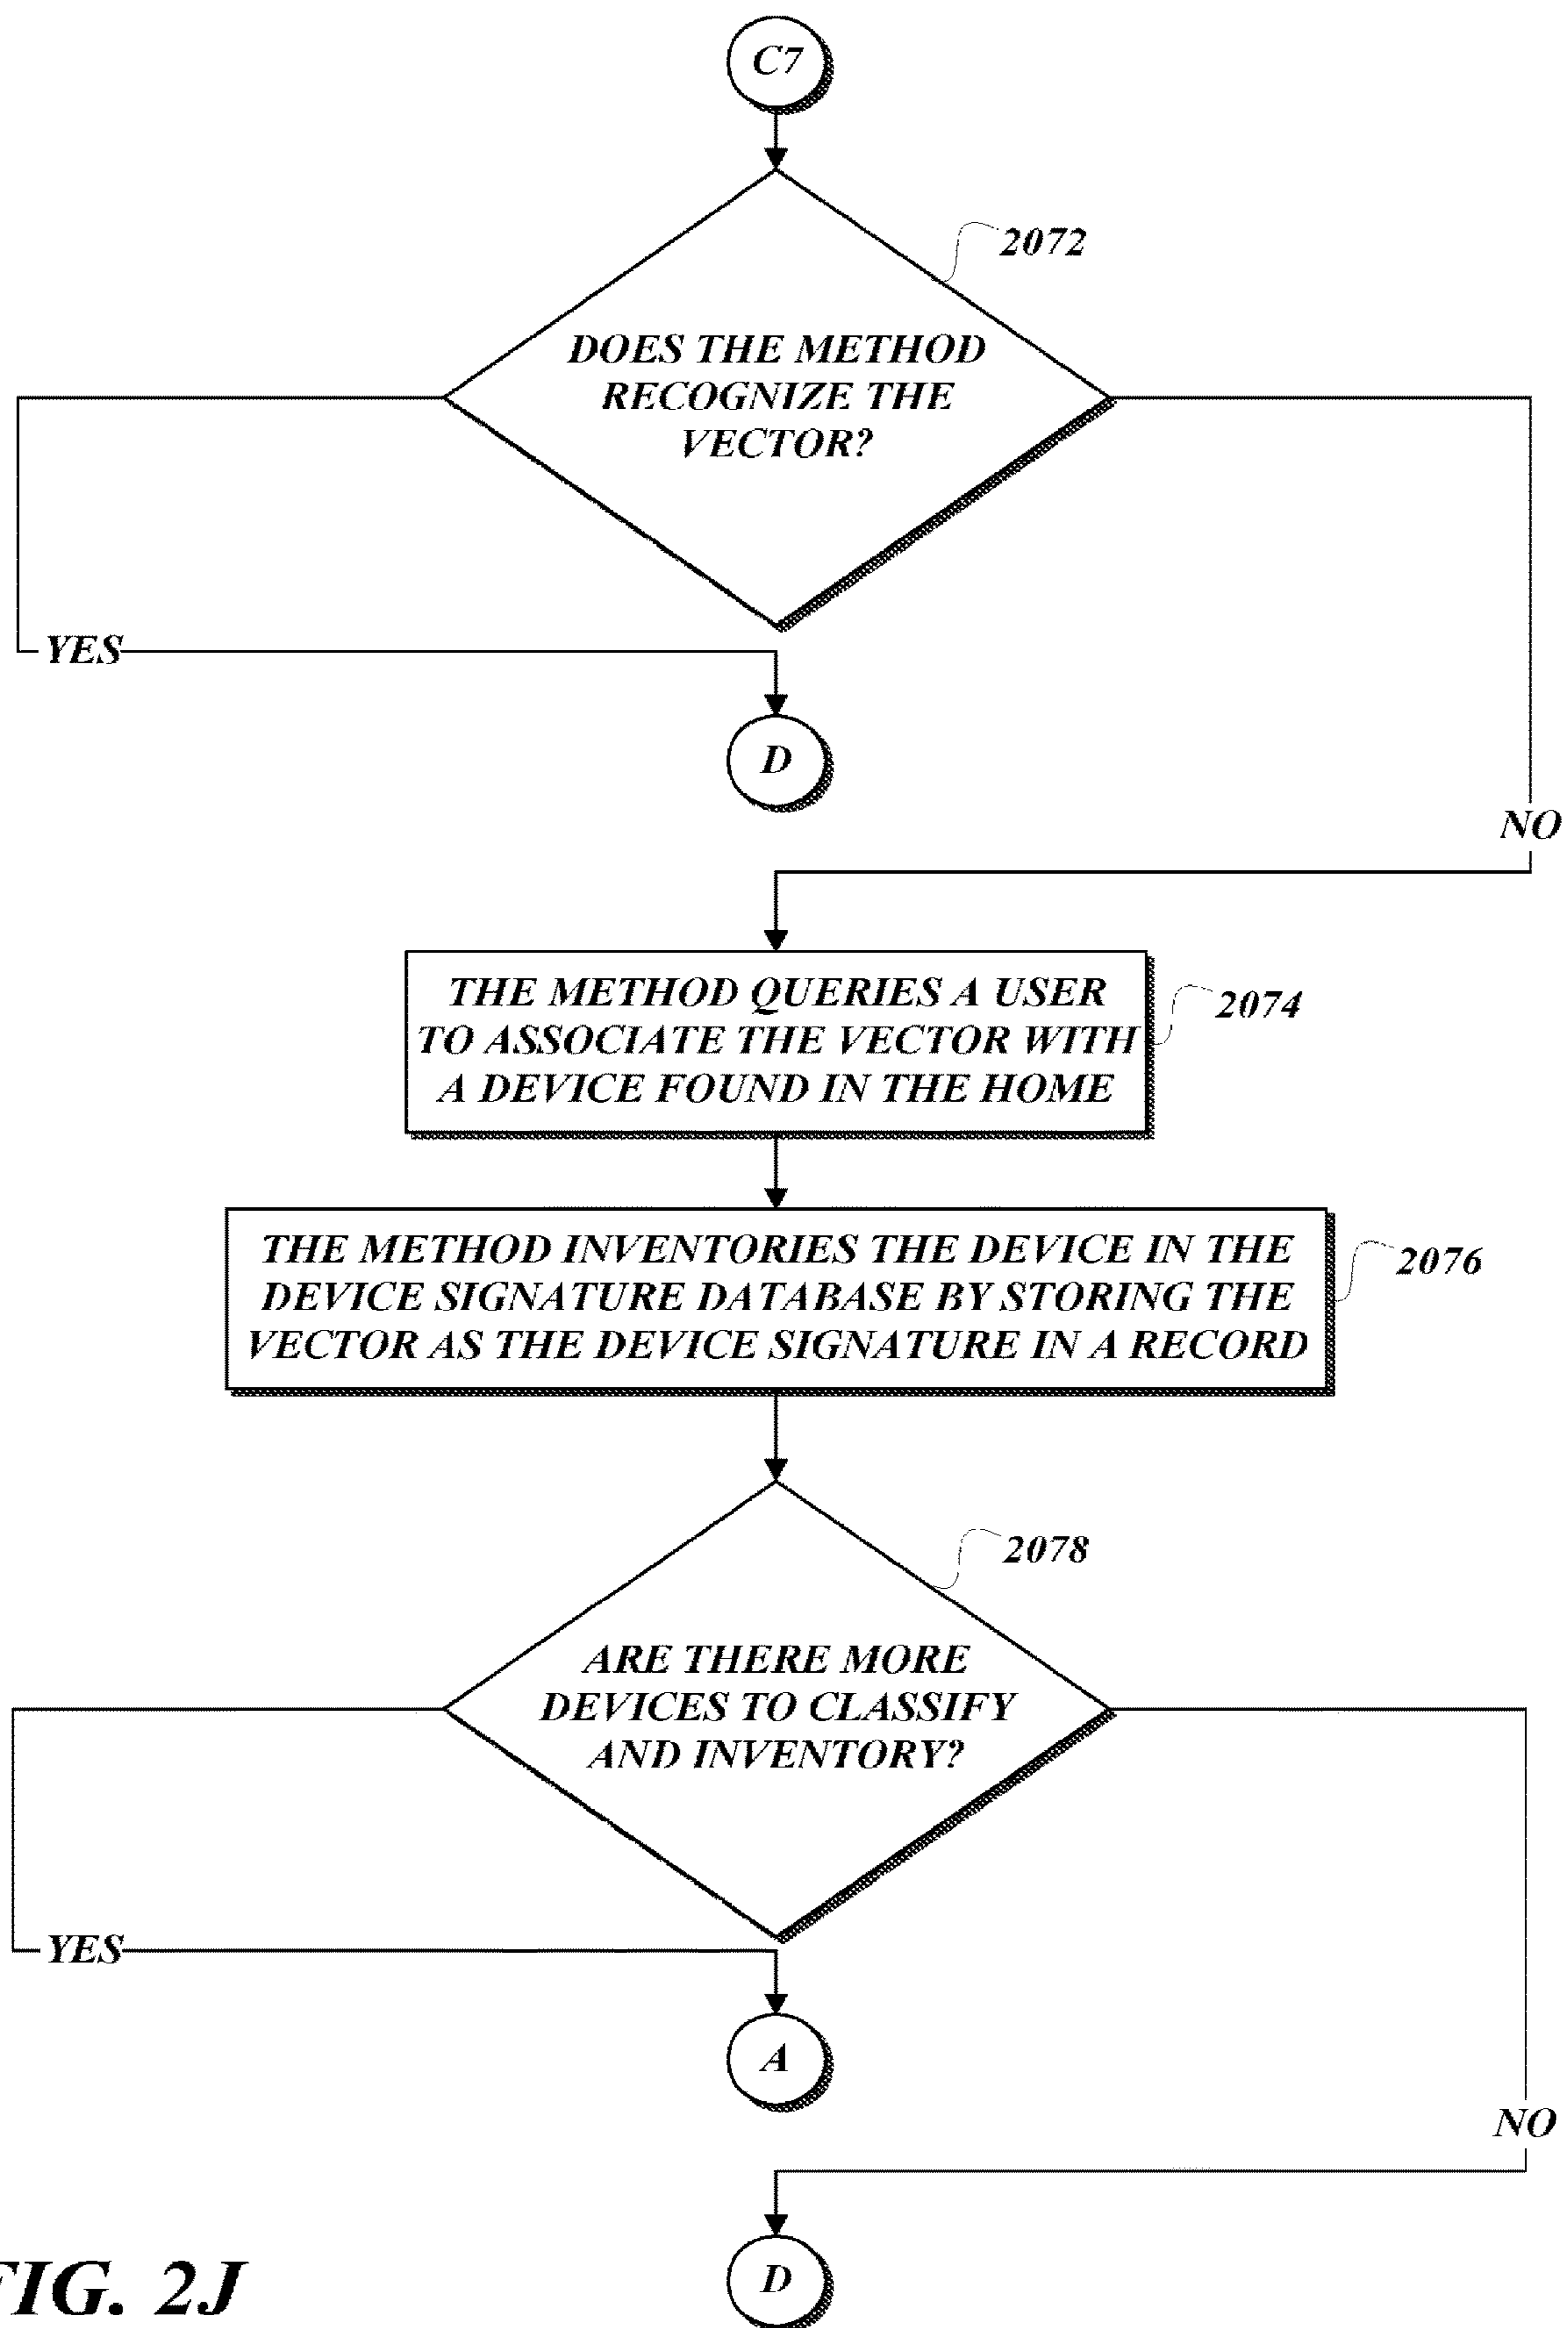 C7
2072
DOES THE METHOD
RECOGNIZE THE
VECTOR?
YES
D
NO
THE METHOD QUERIES A USER
TO ASSOCIATE THE VECTOR WITH
A DEVICE FOUND IN THE HOME
2074
THE METHOD INVENTORIES THE DEVICE IN THE
DEVICE SIGNATURE DATABASE BY STORING THE
VECTOR AS THE DEVICE SIGNATURE IN A RECORD
2076
2078
ARE THERE MORE
DEVICES TO CLASSIFY
AND INVENTORY?
YES
A
NO
D
FIG. 2J